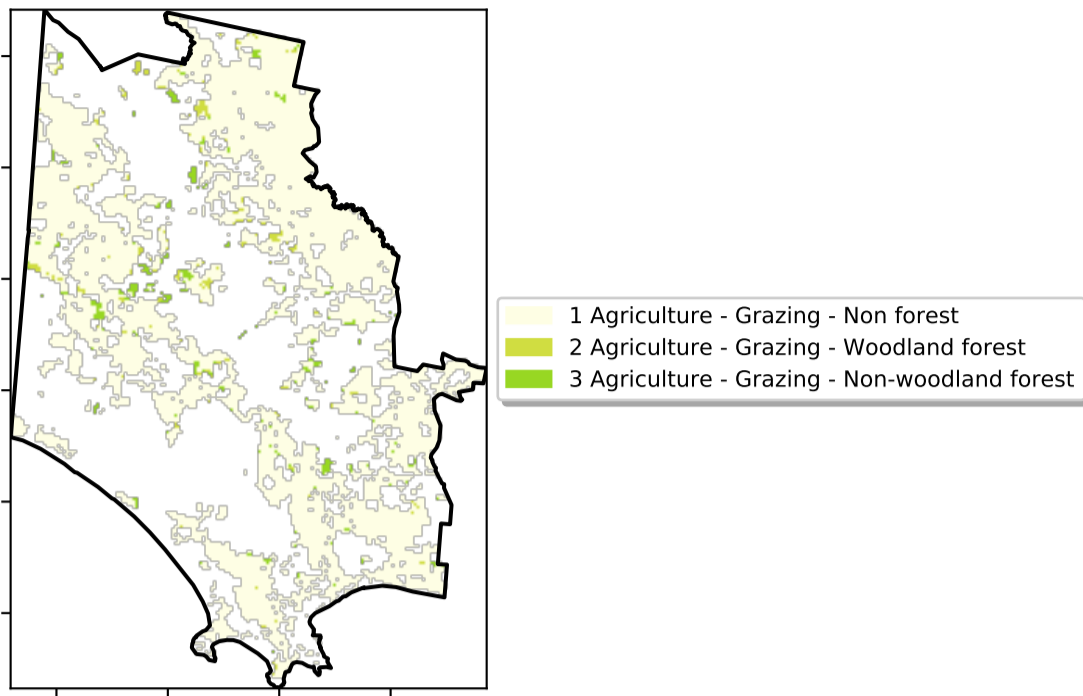 1 Agriculture - Grazing - Non forest
2 Agriculture - Grazing - Woodland forest
3 Agriculture - Grazing - Non-woodland forest